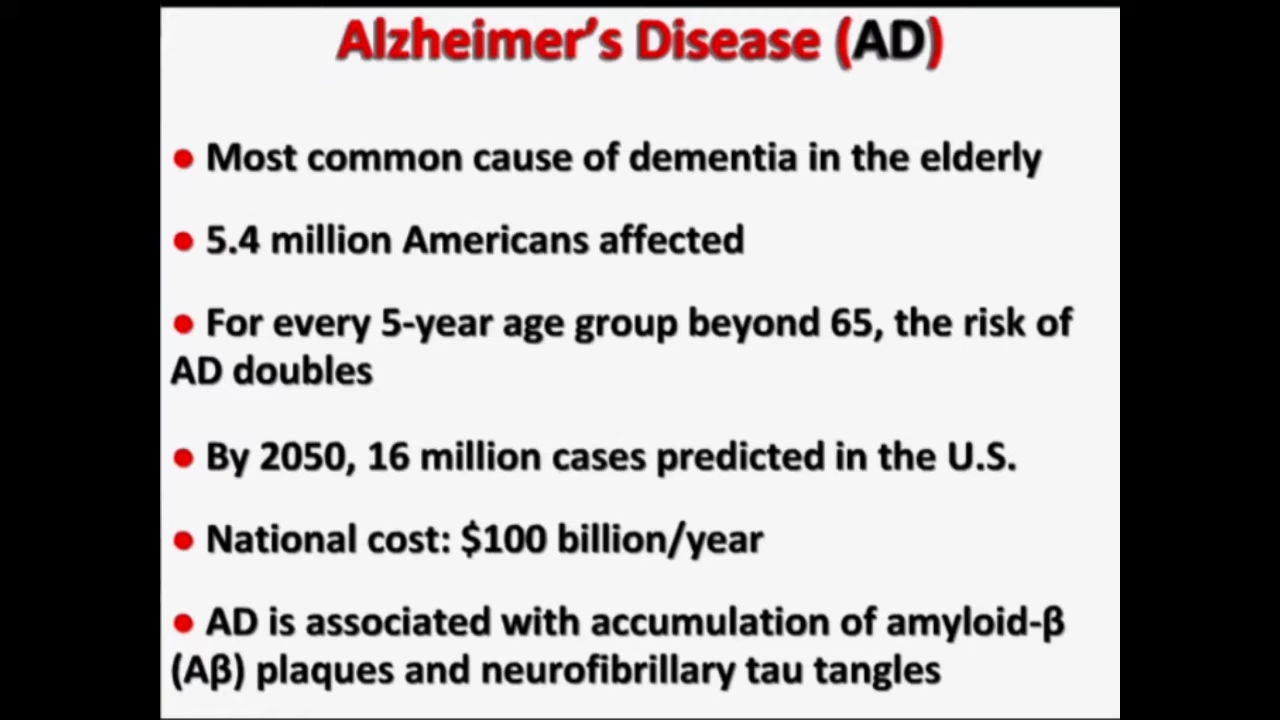 Alzheimer's Disease (AD)
● Most common cause of dementia in the elderly
● 5.4 million Americans affected
● For every 5-year age group beyond 65, the risk of
AD doubles
● By 2050, 16 million cases predicted in the U.S.
● National cost: $100 billion/year
● AD is associated with accumulation of amyloid-β
(Aβ) plaques and neurofibrillary tau tangles